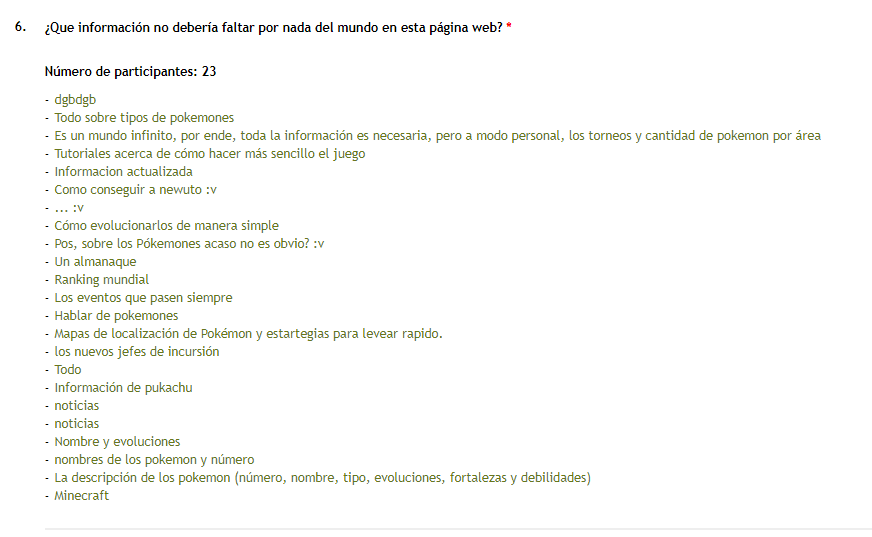 6. ¿Que información no debería faltar por nada del mundo en esta página web? *
Número de participantes: 23
- dgbdgb
- Todo sobre tipos de pokemones
- Es un mundo infinito, por ende, toda la información es necesaria, pero a modo personal, los torneos y cantidad de pokemon por área
- Tutoriales acerca de cómo hacer más sencillo el juego
- Informacion actualizada
- Como conseguir a newuto :v
- ... :v
- Cómo evolucionarlos de manera simple
- Pos, sobre los Pókemones acaso no es obvio? :v
- Un almanaque
- Ranking mundial
- Los eventos que pasen siempre
- Hablar de pokemones
- Mapas de localización de Pokémon y estartegias para levear rapido.
- los nuevos jefes de incursión
- Todo
- Información de pukachu
- noticias
- noticias
- Nombre y evoluciones
- nombres de los pokemon y número
- La descripción de los pokemon (número, nombre, tipo, evoluciones, fortalezas y debilidades)
- Minecraft